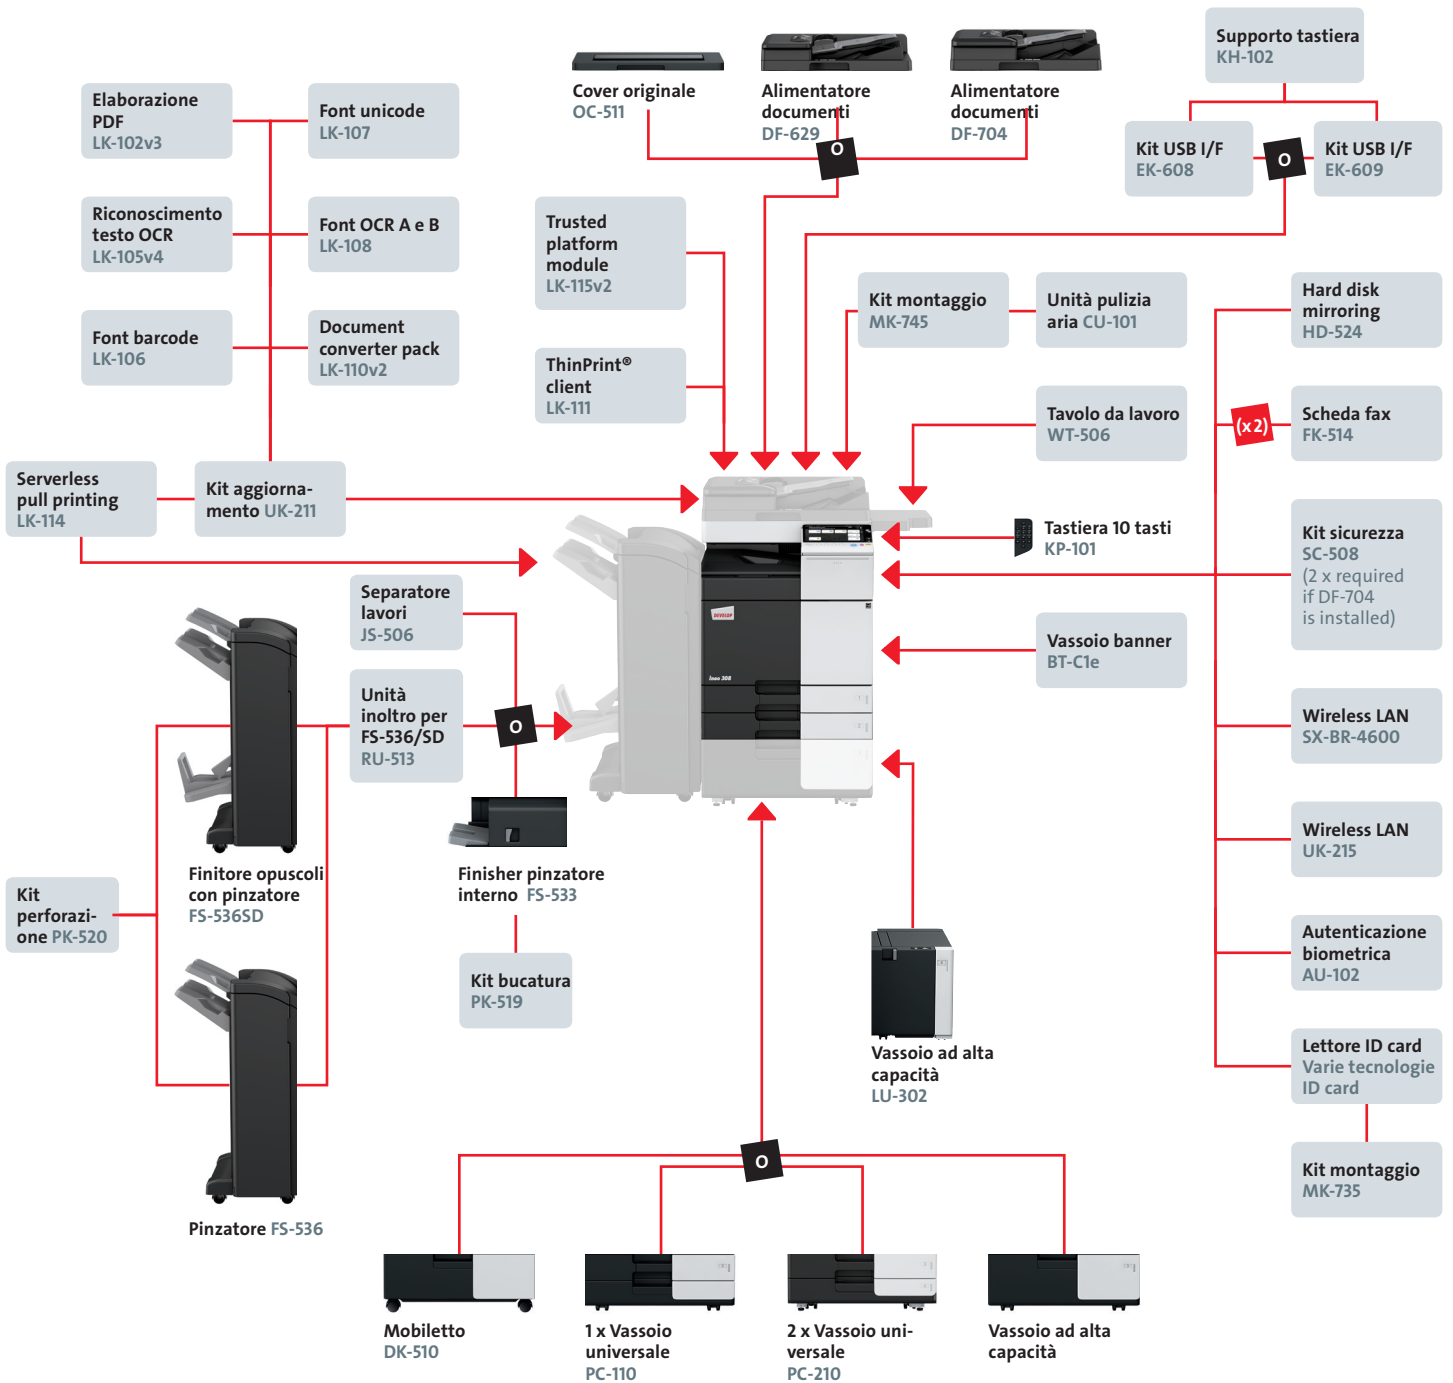 Cover originale
OC-511
Alimentatore
documenti
DF-629
Alimentatore
documenti
DF-704
O
Supporto tastiera
KH-102
Kit USB I/F
EK-608
O
Kit USB I/F
EK-609
Elaborazione
PDF
LK-102v3
Font unicode
LK-107
Riconoscimento
testo OCR
LK-105v4
Font OCR A e B
LK-108
Font barcode
LK-106
Document
converter pack
LK-110v2
Trusted
platform
module
LK-115v2
ThinPrint®
client
LK-111
Kit montaggio
MK-745
Unità pulizia
aria CU-101
Hard disk
mirroring
HD-524
Tavolo da lavoro
WT-506
(x2)
Scheda fax
FK-514
Serverless
pull printing
LK-114
Kit aggiorna-
mento UK-211
Tastiera 10 tasti
KP-101
Kit sicurezza
SC-508
(2 x required
if DF-704
is installed)
Separatore
lavori
JS-506
DEVELOP
ineo 308
Vassoio banner
BT-C1e
Unità
inoltro per
FS-536/SD
RU-513
O
Wireless LAN
SX-BR-4600
Wireless LAN
UK-215
Finitore opuscoli
con pinzatore
FS-536SD
Finisher pinzatore
interno FS-533
Kit
perforazi-
one PK-520
Autenticazione
biometrica
AU-102
Kit bucatura
PK-519
Vassoio ad alta
capacità
LU-302
Lettore ID card
Varie tecnologie
ID card
Kit montaggio
MK-735
O
Pinzatore FS-536
Mobiletto
DK-510
1 x Vassoio
universale
PC-110
2 x Vassoio uni-
versale
PC-210
Vassoio ad alta
capacità